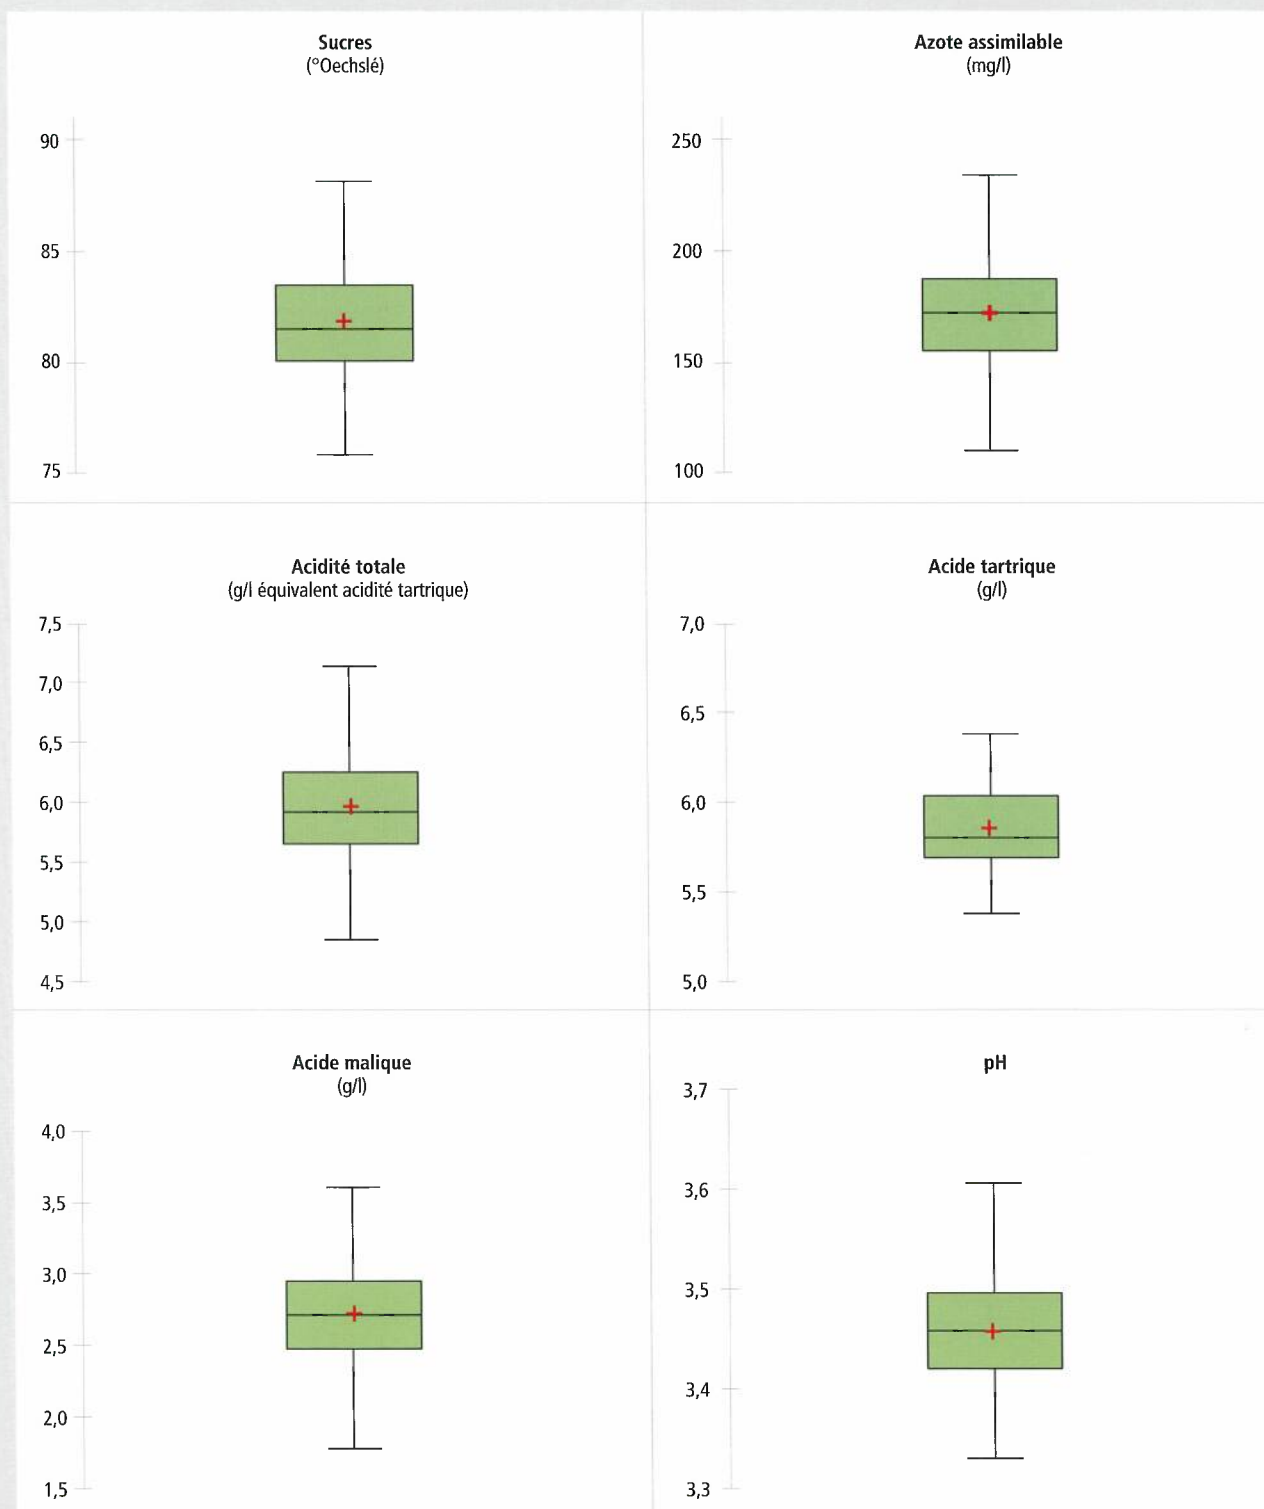 Sucres
(°Oechslé)
90
85
80
75
Azote assimilable
(mg/l)
250
200
150
100
Acidité totale
(g/l équivalent acidité tartrique)
7,5
7,0
6,5
6,0
5,5
5,0
4,5
Acide tartrique
(g/l)
7,0
6,5
6,0
5,5
5,0
Acide malique
(g/l)
4,0
3,5
3,0
2,5
2,0
1,5
pH
3,7
3,6
3,5
3,4
3,3